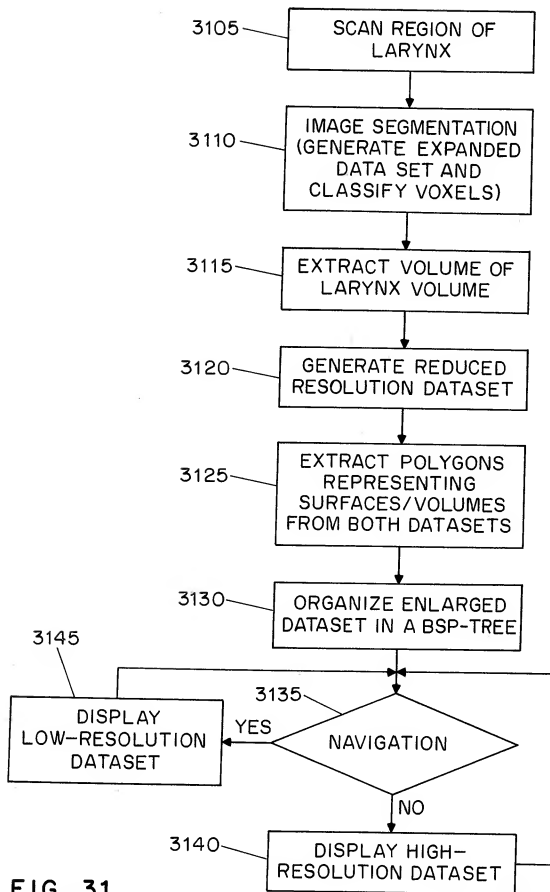 3105
SCAN REGION OF
LARYNX
3110
IMAGE SEGMENTATION
(GENERATE EXPANDED
DATA SET AND
CLASSIFY VOXELS)
3115
EXTRACT VOLUME OF
LARYNX VOLUME
3120
GENERATE REDUCED
RESOLUTION DATASET
3125
EXTRACT POLYGONS
REPRESENTING
SURFACES/VOLUMES
FROM BOTH DATASETS
3130
ORGANIZE ENLARGED
DATASET IN A BSP-TREE
3145
DISPLAY
LOW-RESOLUTION
DATASET
YES
3135
NAVIGATION
NO
3140
DISPLAY HIGH-
RESOLUTION DATASET
FIG. 31